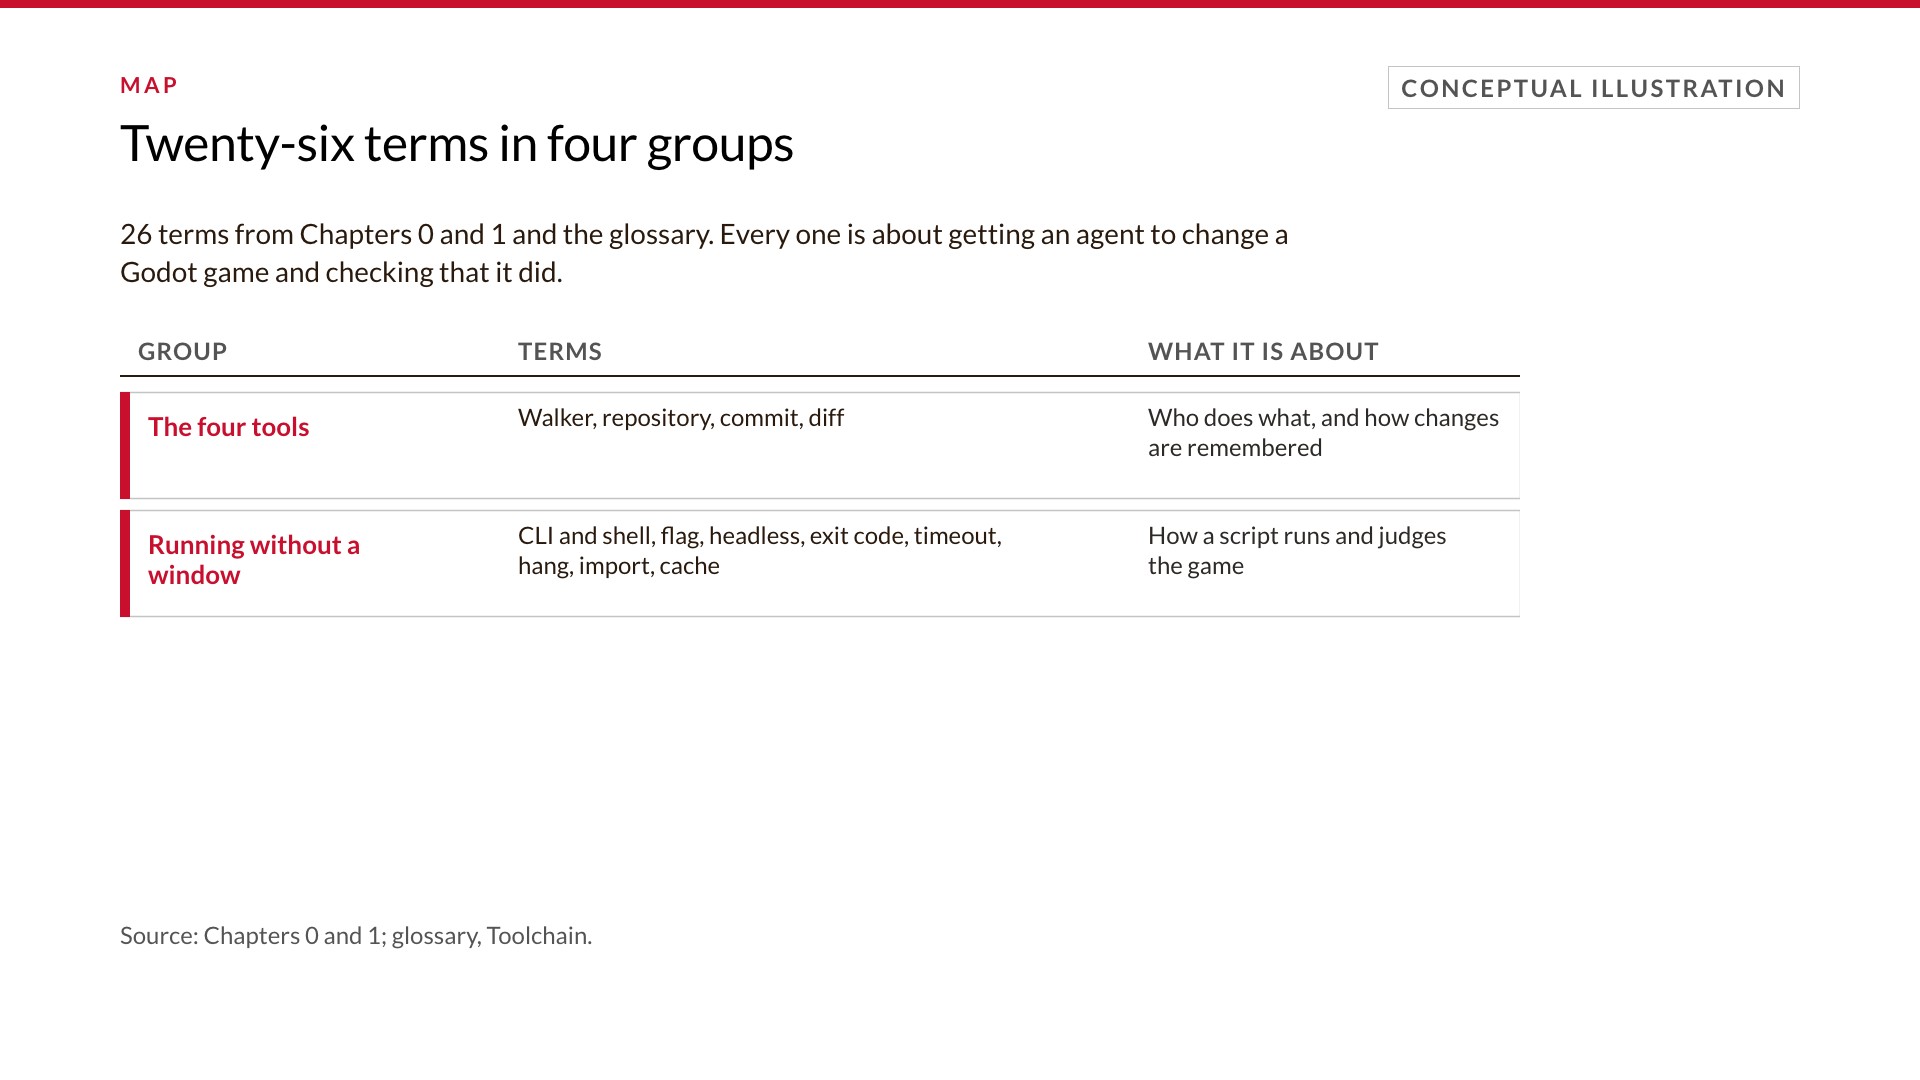 MAP
CONCEPTUAL ILLUSTRATION
Twenty-six terms in four groups
26 terms from Chapters 0 and 1 and the glossary. Every one is about getting an agent to change a
Godot game and checking that it did.
GROUP
TERMS
WHAT IT IS ABOUT
The four tools
Walker, repository, commit, diff
Who does what, and how changes
are remembered
Running without a
window
CLI and shell, flag, headless, exit code, timeout,
hang, import, cache
How a script runs and judges
the game
Source: Chapters 0 and 1; glossary, Toolchain.